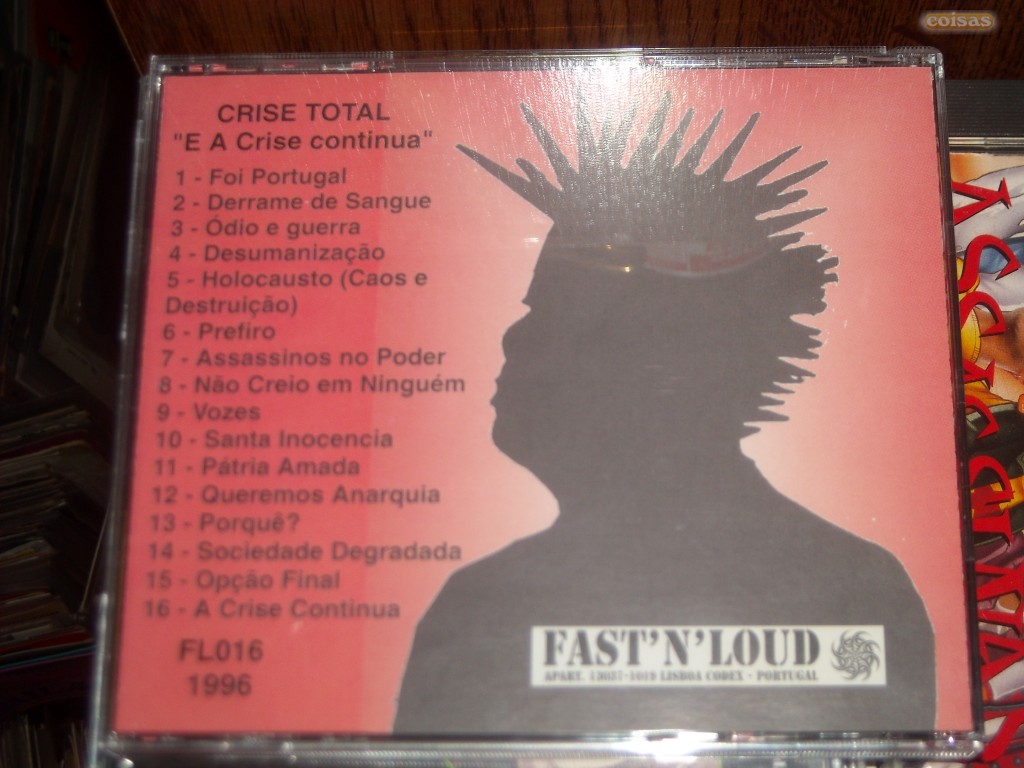 coisas
CRISE TOTAL
"E A Crise continua"
1 - Foi Portugal
2 - Derrame de Sangue
3 - Ódio e guerra
4 - Desumanização
5 - Holocausto (Caos e
Destruição)
6 - Prefiro
7 - Assassinos no Poder
8 - Não Creio em Ninguém
9 - Vozes
10 - Santa Inocencia
11 - Pátria Amada
12 - Queremos Anarquia
13 - Porquê?
14 - Sociedade Degradada
15 - Opção Final
16 - A Crise Continua
FL016
1996
FAST'N'LOUD
APART. LISBOA CODEX - PORTUGAL